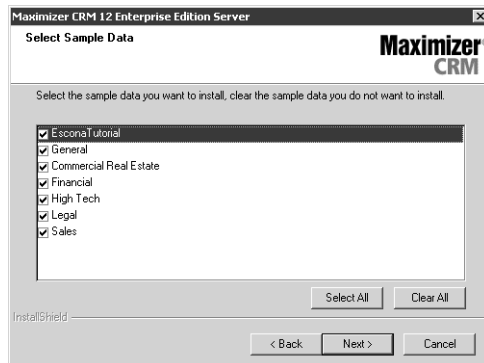 Maximizer CRM 12 Enterprise Edition Server
Select Sample Data
Maximizer
CRM
Select the sample data you want to install, clear the sample data you do not want to install.
EsconaTutorial
General
Commercial Real Estate
Financial
High Tech
Legal
Sales
Select All Clear All
InstallShield
< Back Next > Cancel